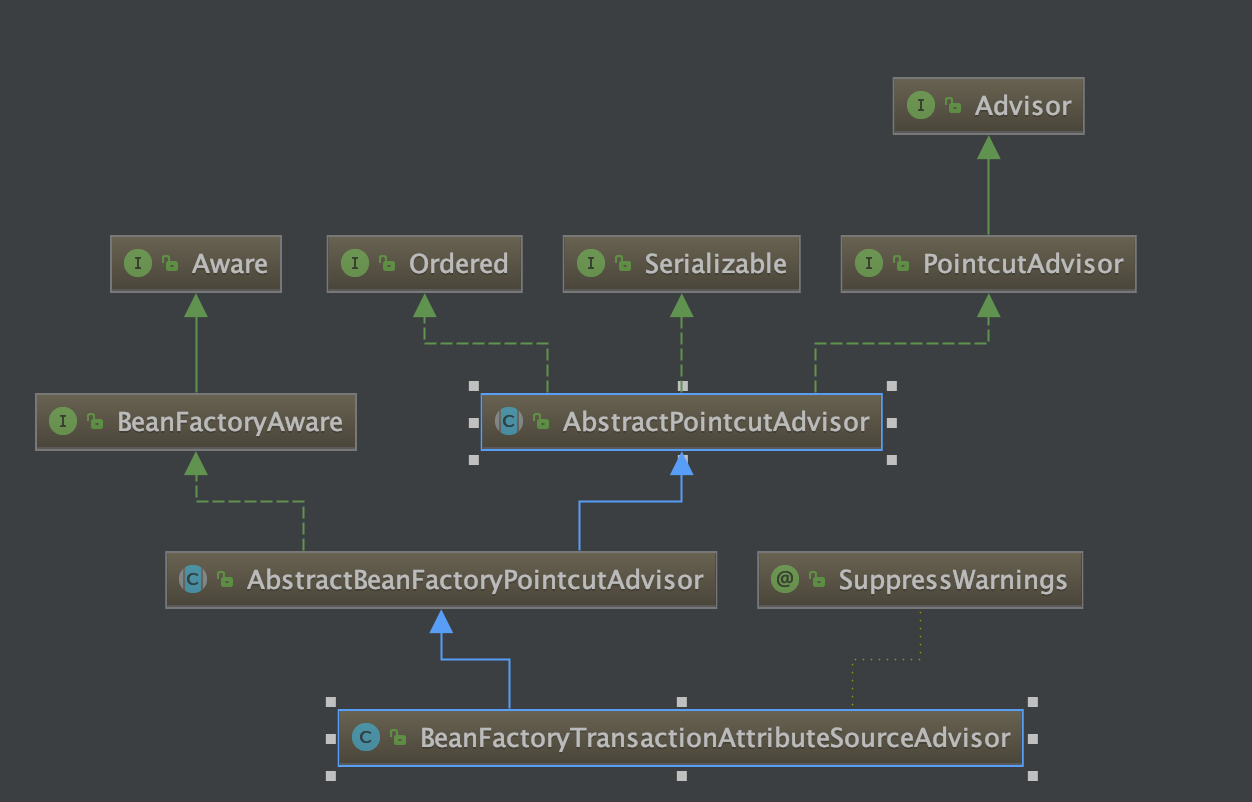 I Advisor
I Aware
I Ordered
I Serializable
I PointcutAdvisor
I BeanFactoryAware
C AbstractPointcutAdvisor
C AbstractBeanFactoryPointcutAdvisor
@ SuppressWarnings
C BeanFactoryTransactionAttributeSourceAdvisor